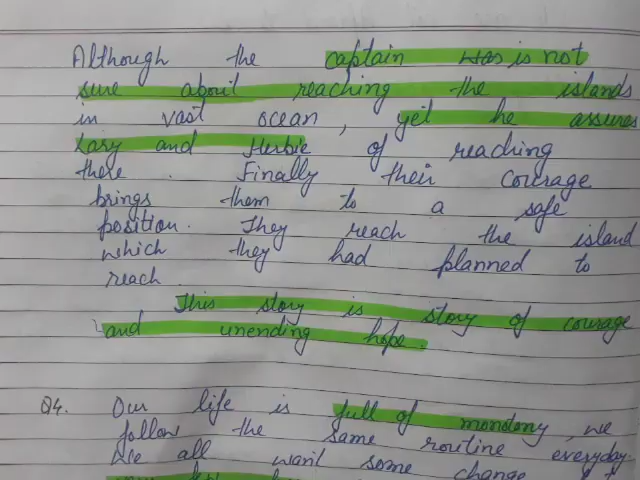 Although the captain is not
sure about reaching the islands
in vast ocean, yet he assures
Lary and Herbie of reaching
there. Finally their courage
brings them to a safe
position. They reach the island
which they had planned to
reach.
This story is story of courage
and unending hope.
Q4. Our life is full of monotony, we
follow the same routine everyday
We all want some change